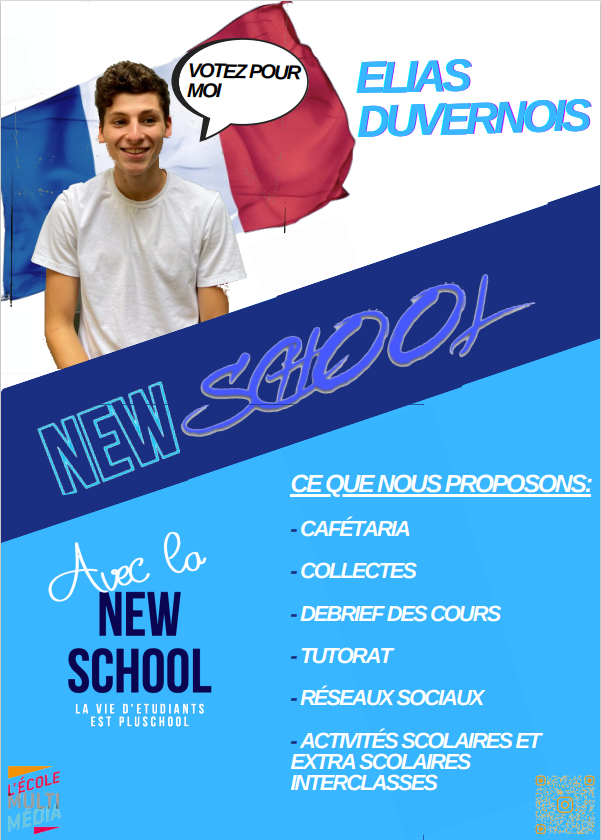 VOTEZ POUR
MOI
ELIAS
DUVERNOIS
NEW SCHOOL
CE QUE NOUS PROPOSONS:
- CAFÉTARIA
- COLLECTES
- DEBRIEF DES COURS
- TUTORAT
- RÉSEAUX SOCIAUX
- ACTIVITÉS SCOLAIRES ET
EXTRA SCOLAIRES
INTERCLASSES
Avec la
NEW
SCHOOL
LA VIE D'ETUDIANTS
EST PLUSCHOOL
L'ÉCOLE
MULTI
MÉDIA